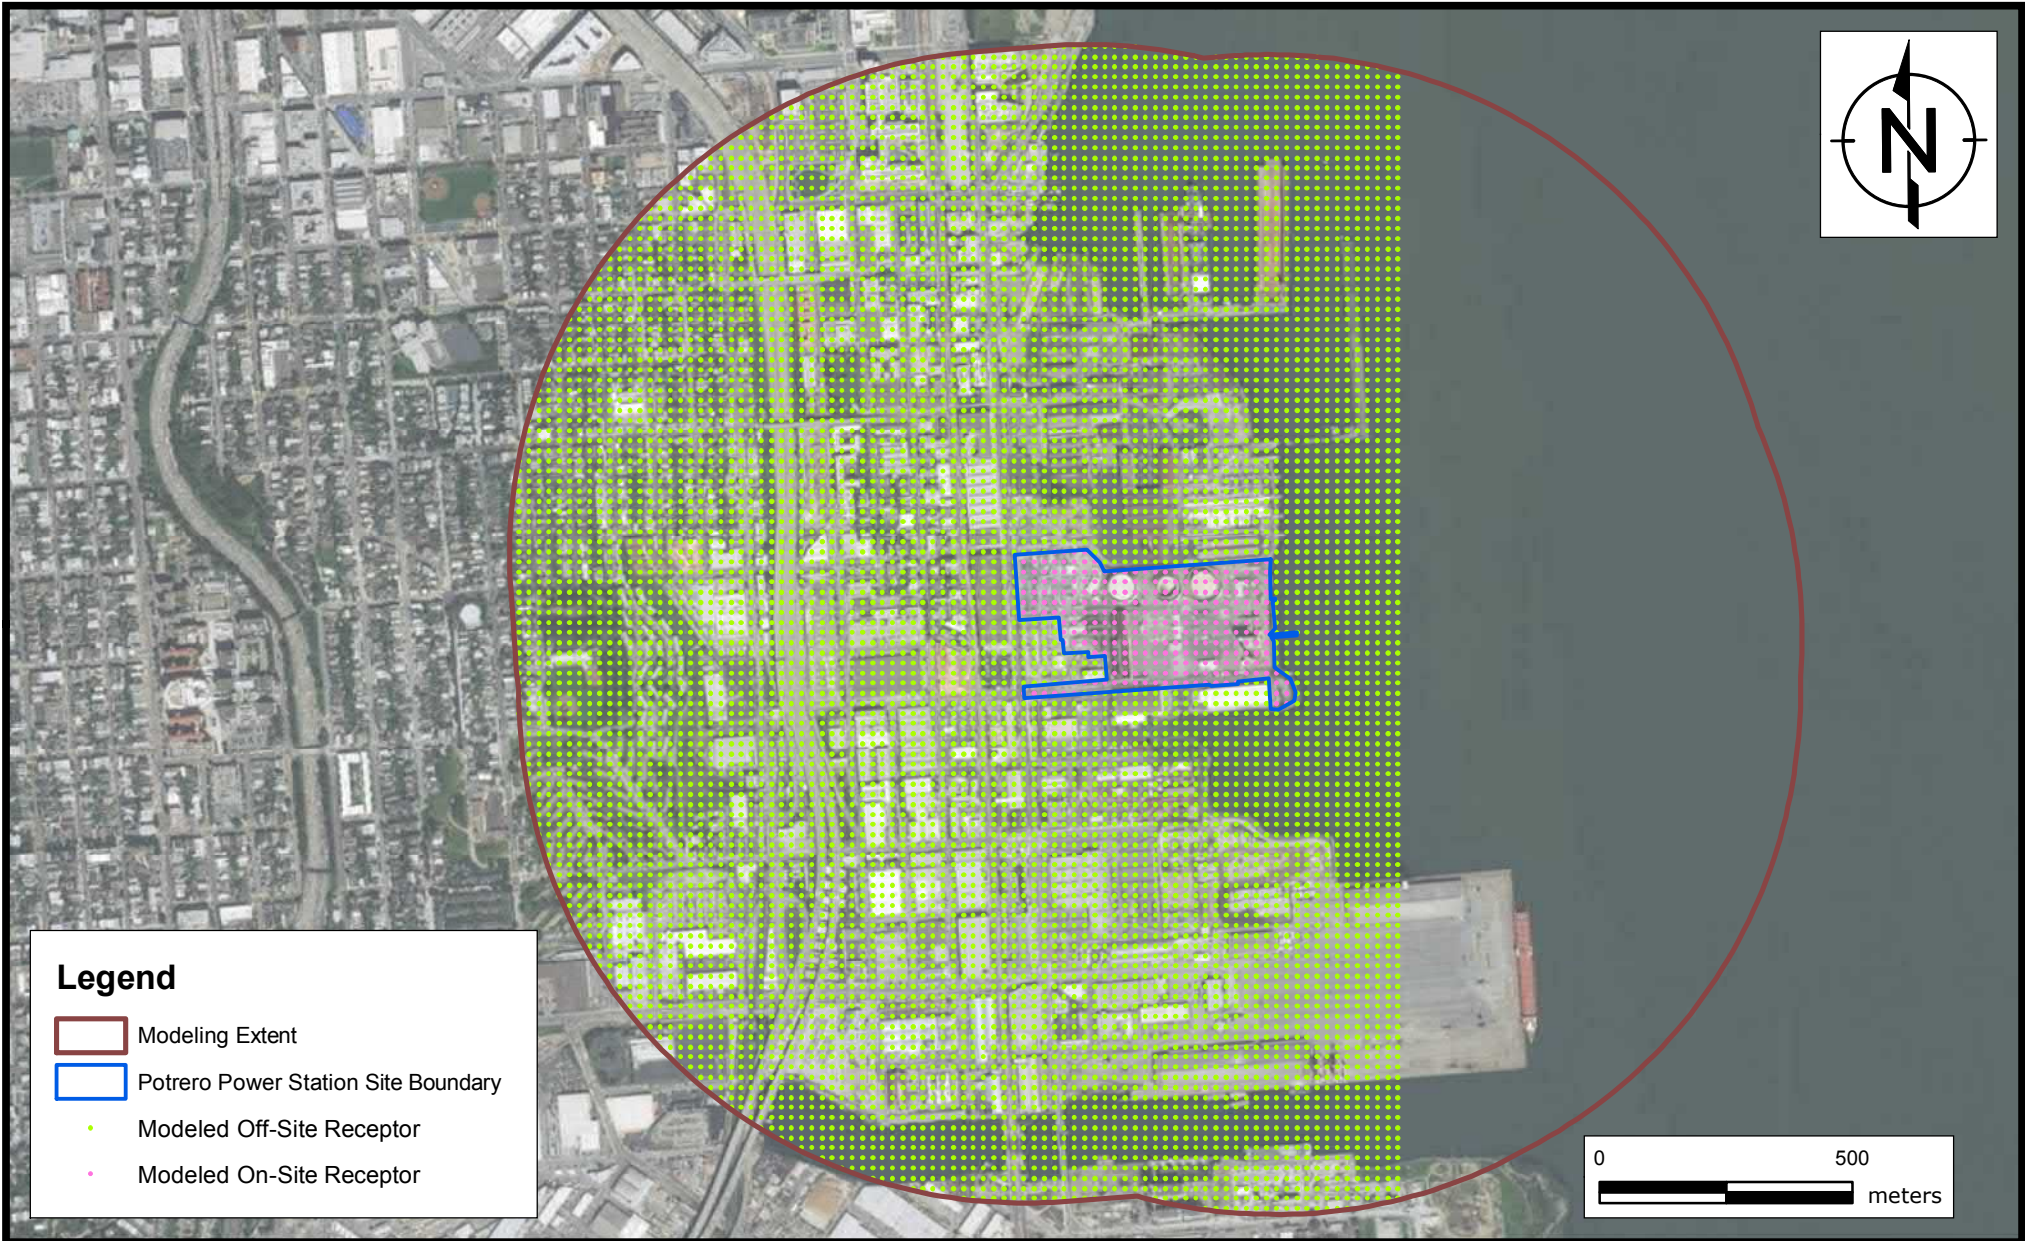 N
Legend
Modeling Extent
Potrero Power Station Site Boundary
Modeled Off-Site Receptor
Modeled On-Site Receptor
0 500
meters